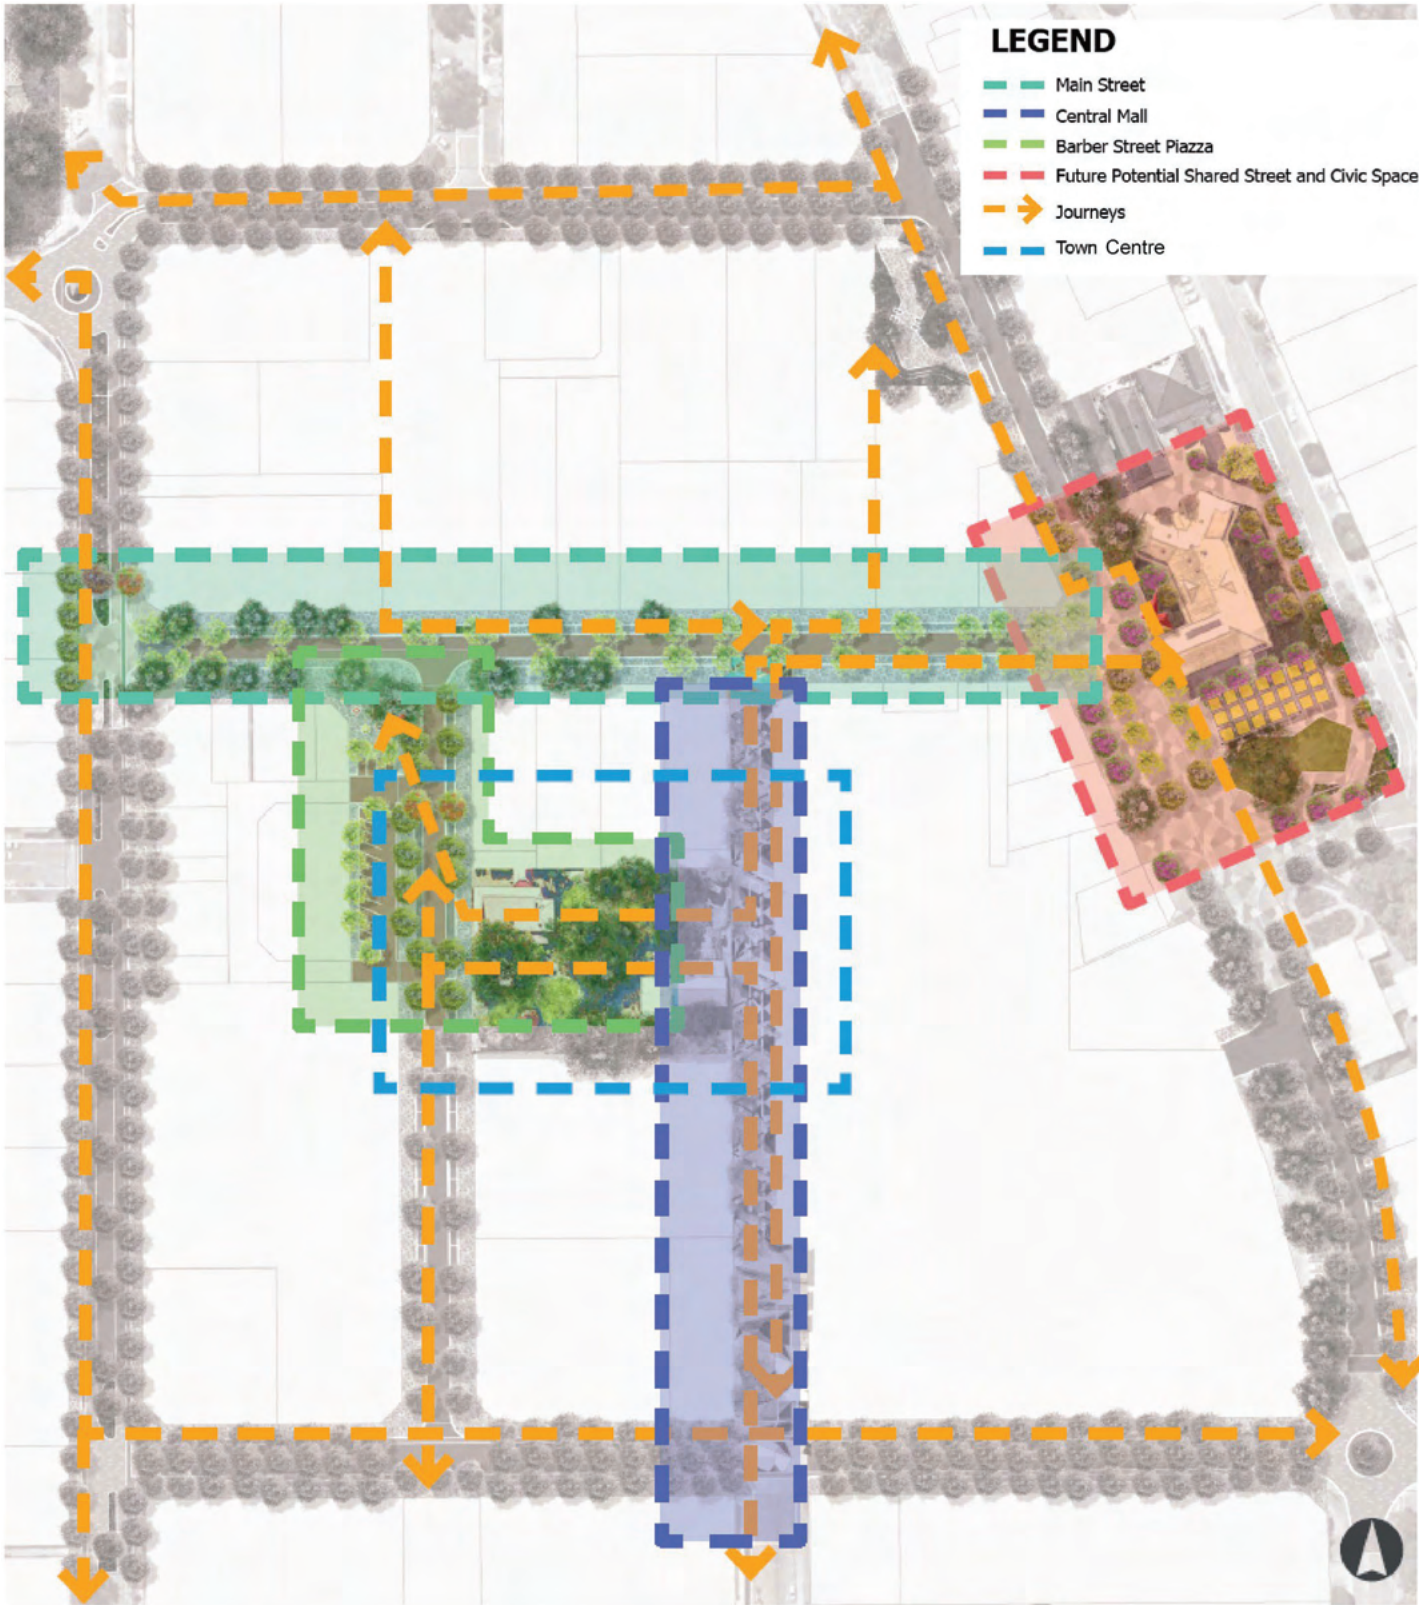 LEGEND
Main Street
Central Mall
Barber Street Piazza
Future Potential Shared Street and Civic Space
Journeys
Town Centre